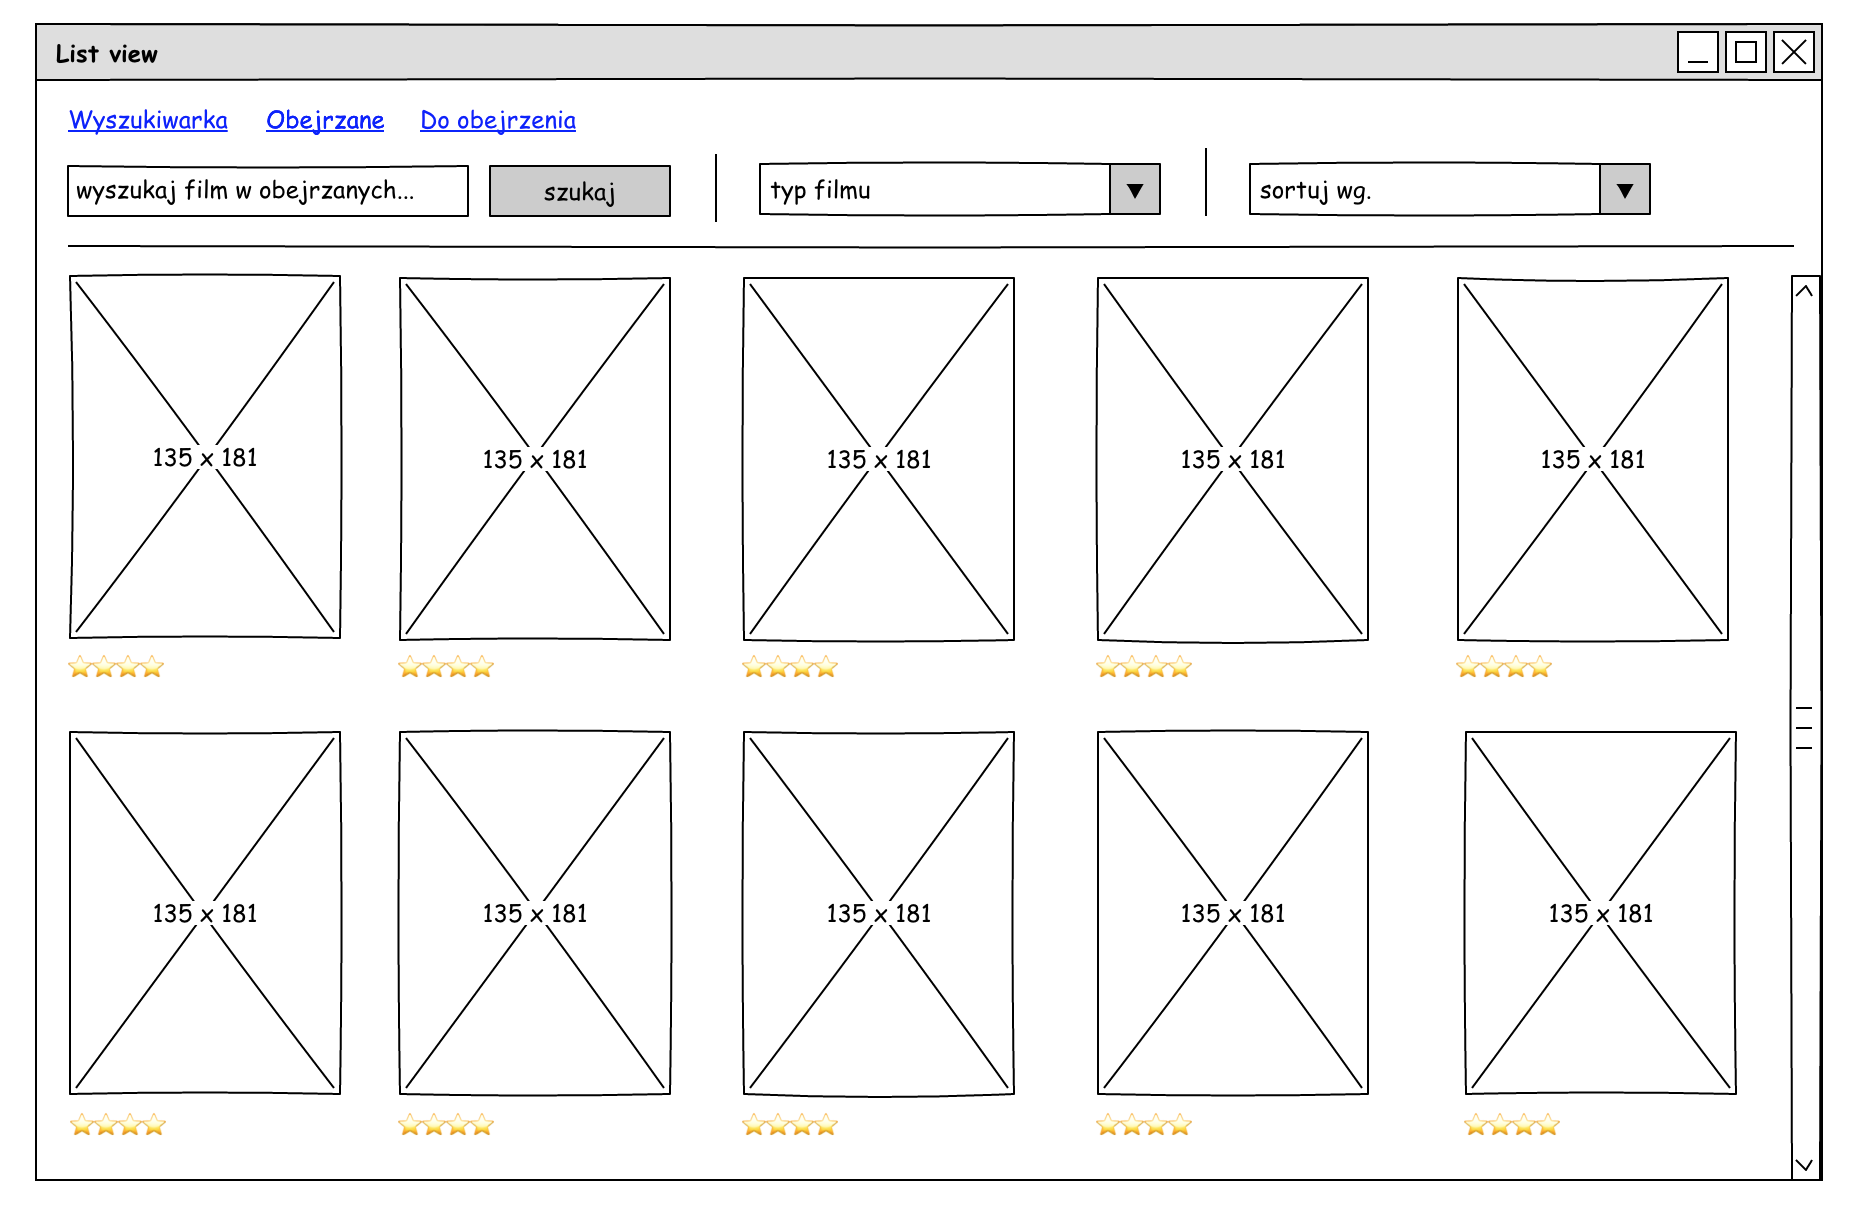 List view
Wyszukiwarka Obejrzane Do obejrzenia
wyszukaj film w obejrzanych... szukaj typ filmu sortuj wg.
135 x 181 135 x 181 135 x 181 135 x 181 135 x 181
135 x 181 135 x 181 135 x 181 135 x 181 135 x 181